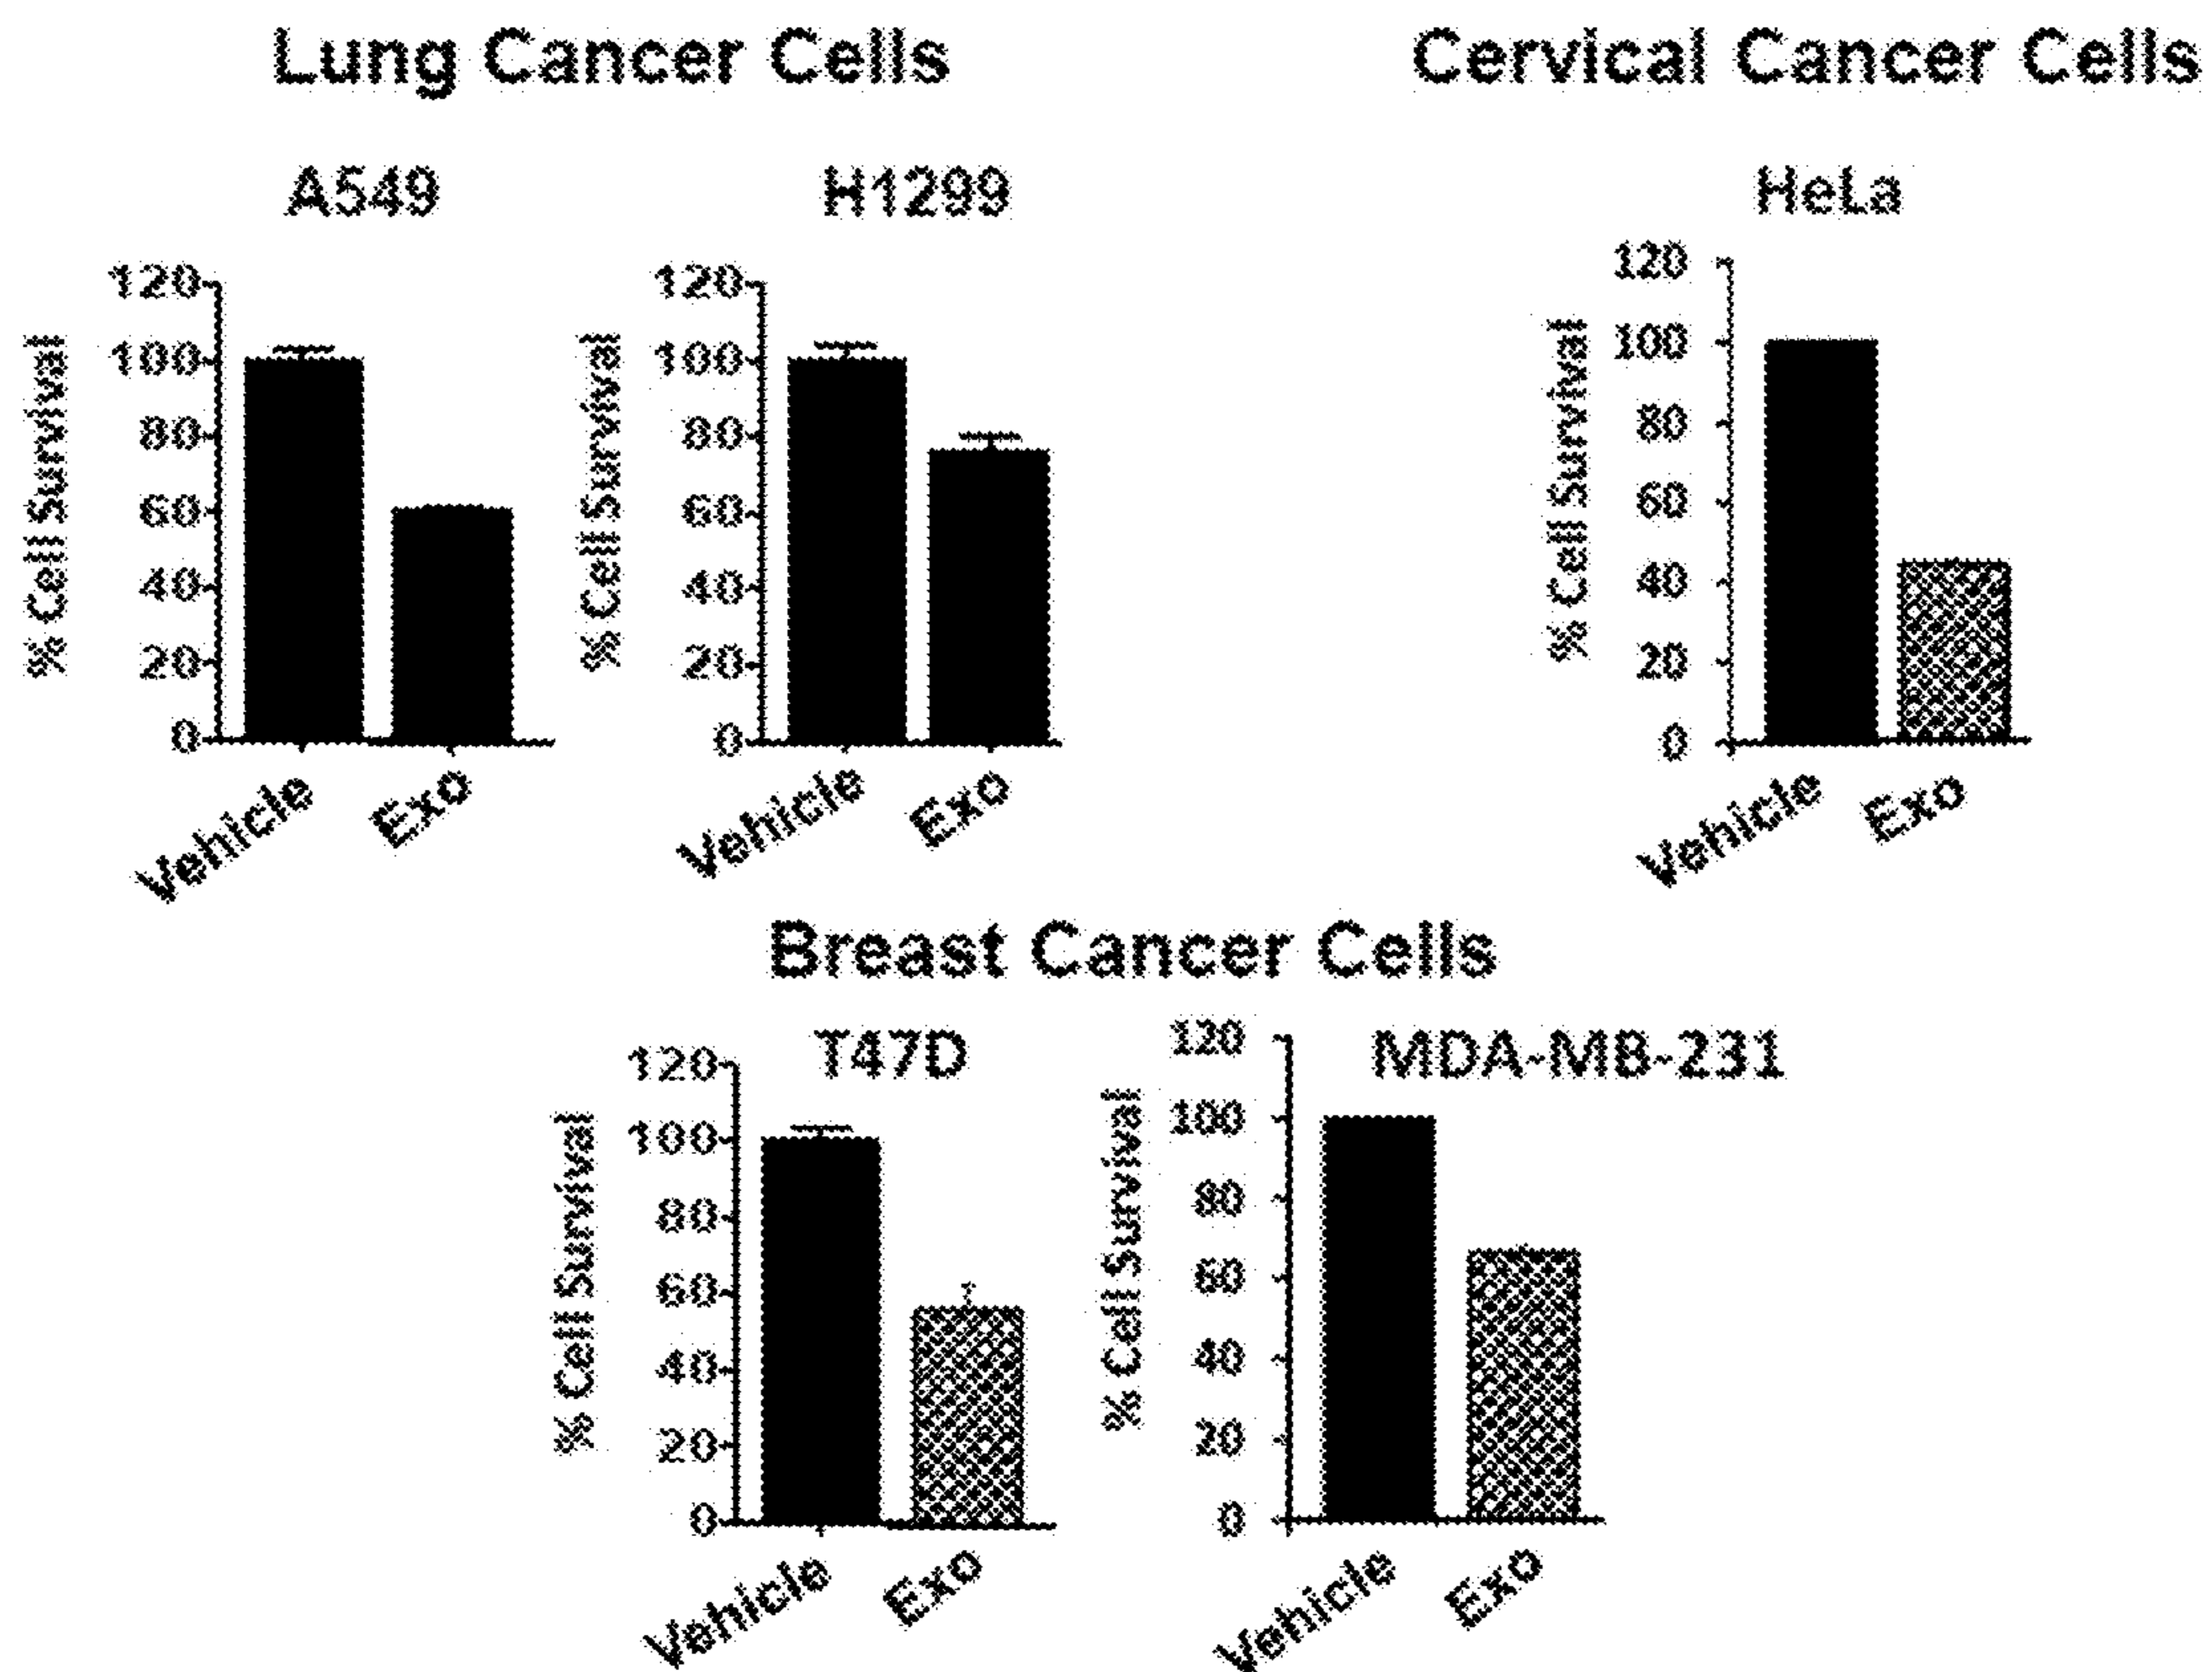 Lung Cancer Cells
Cervical Cancer Cells
A549
H1299
HeLa
% Cell Survival
120
100
80
60
40
20
0
Vehicle
Exo
% Cell Survival
120
100
80
60
40
20
0
Vehicle
Exo
% Cell Survival
120
100
80
60
40
20
0
Vehicle
Exo
Breast Cancer Cells
T47D
MDA-MB-231
% Cell Survival
120
100
80
60
40
20
0
Vehicle
Exo
% Cell Survival
120
100
80
60
40
20
0
Vehicle
Exo